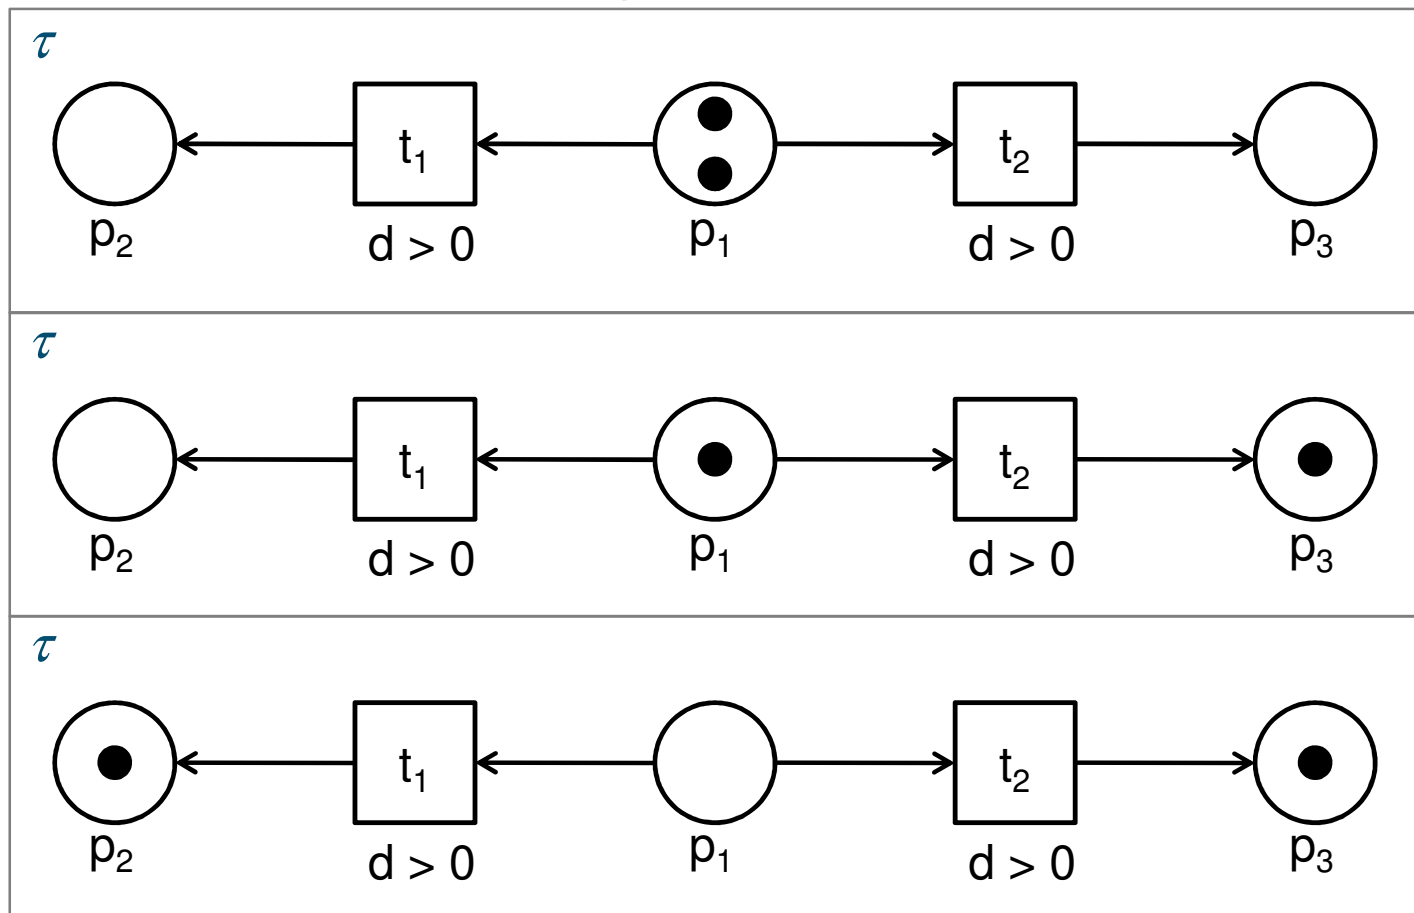 τ
t₁ t₂
p₂ d > 0 p₁ d > 0 p₃
τ
t₁ t₂
p₂ d > 0 p₁ d > 0 p₃
τ
t₁ t₂
p₂ d > 0 p₁ d > 0 p₃